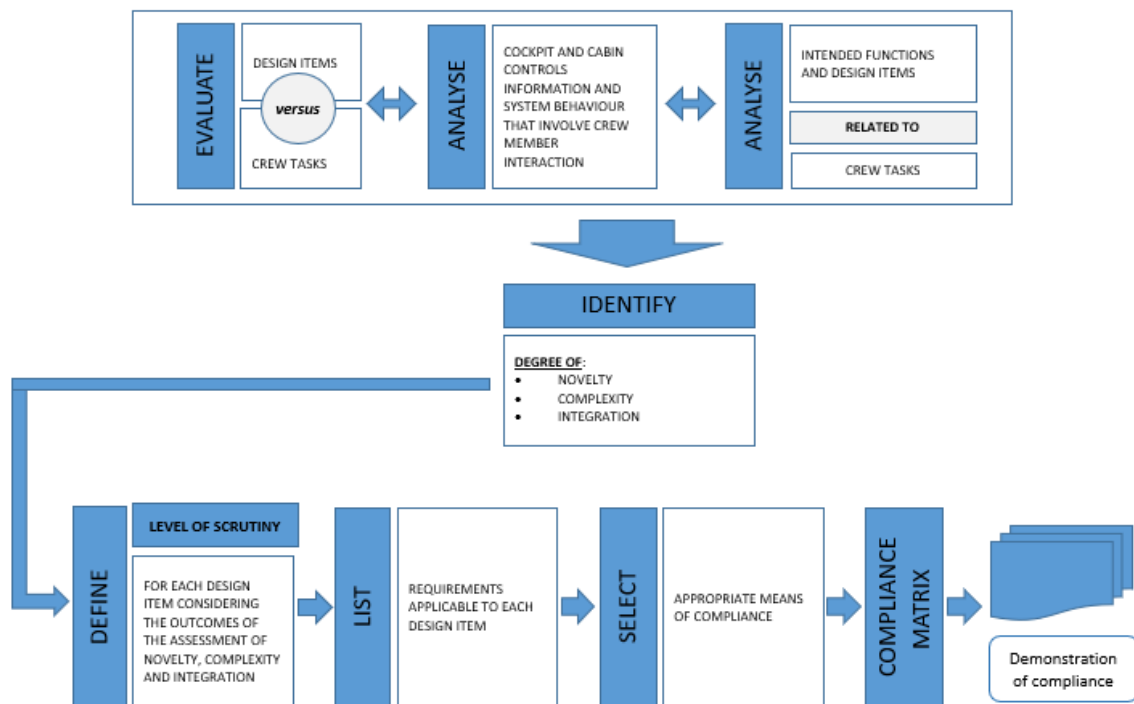 EVALUATE
DESIGN ITEMS
versus
CREW TASKS
ANALYSE
COCKPIT AND CABIN
CONTROLS
INFORMATION AND
SYSTEM BEHAVIOUR
THAT INVOLVE CREW
MEMBER
INTERACTION
ANALYSE
INTENDED FUNCTIONS
AND DESIGN ITEMS
RELATED TO
CREW TASKS
IDENTIFY
DEGREE OF:
• NOVELTY
• COMPLEXITY
• INTEGRATION
DEFINE
LEVEL OF SCRUTINY
FOR EACH DESIGN
ITEM CONSIDERING
THE OUTCOMES OF
THE ASSESSMENT OF
NOVELTY, COMPLEXITY
AND INTEGRATION
LIST
REQUIREMENTS
APPLICABLE TO EACH
DESIGN ITEM
SELECT
APPROPRIATE MEANS
OF COMPLIANCE
COMPLIANCE
MATRIX
Demonstration
of compliance